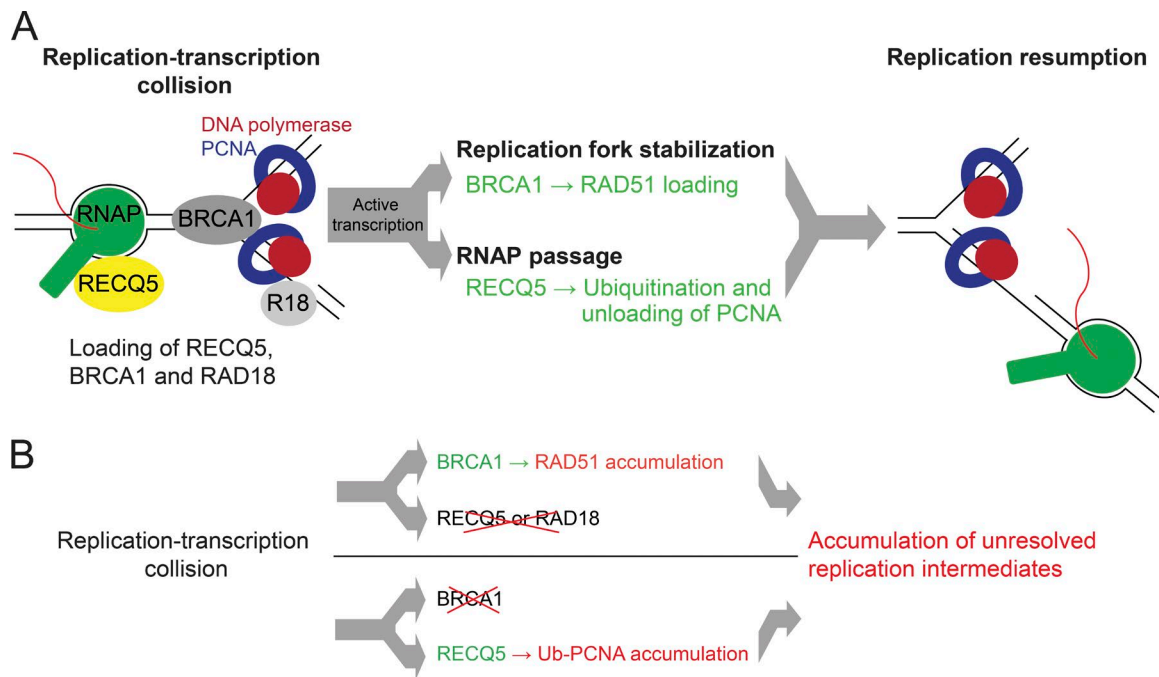 A
Replication-transcription
collision
Replication resumption
DNA polymerase
PCNA
RNAP
BRCA1
RECQ5
R18
Loading of RECQ5,
BRCA1 and RAD18
Active
transcription
Replication fork stabilization
BRCA1 → RAD51 loading
RNAP passage
RECQ5 → Ubiquitination and
unloading of PCNA
B
Replication-transcription
collision
BRCA1 → RAD51 accumulation
RECQ5 or RAD18
BRCA1
RECQ5 → Ub-PCNA accumulation
Accumulation of unresolved
replication intermediates